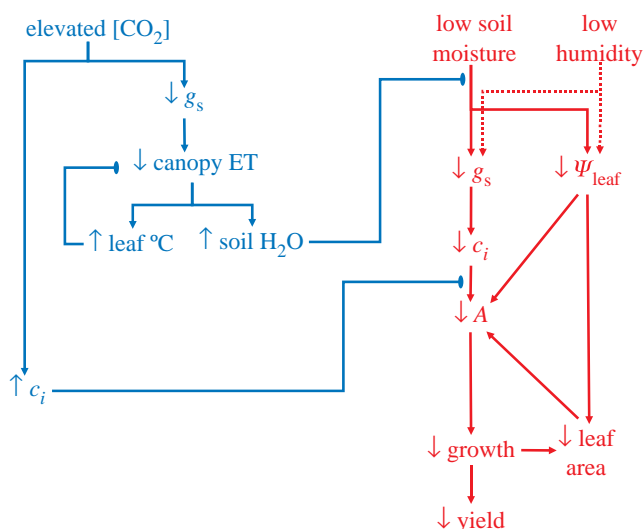 elevated [CO₂]
↓ gₛ
↓ canopy ET
↑ leaf ºC
↑ soil H₂O
↑ cᵢ
low soil
moisture
low
humidity
↓ gₛ
↓ Ψleaf
↓ cᵢ
↓ A
↓ growth
↓ leaf
area
↓ yield